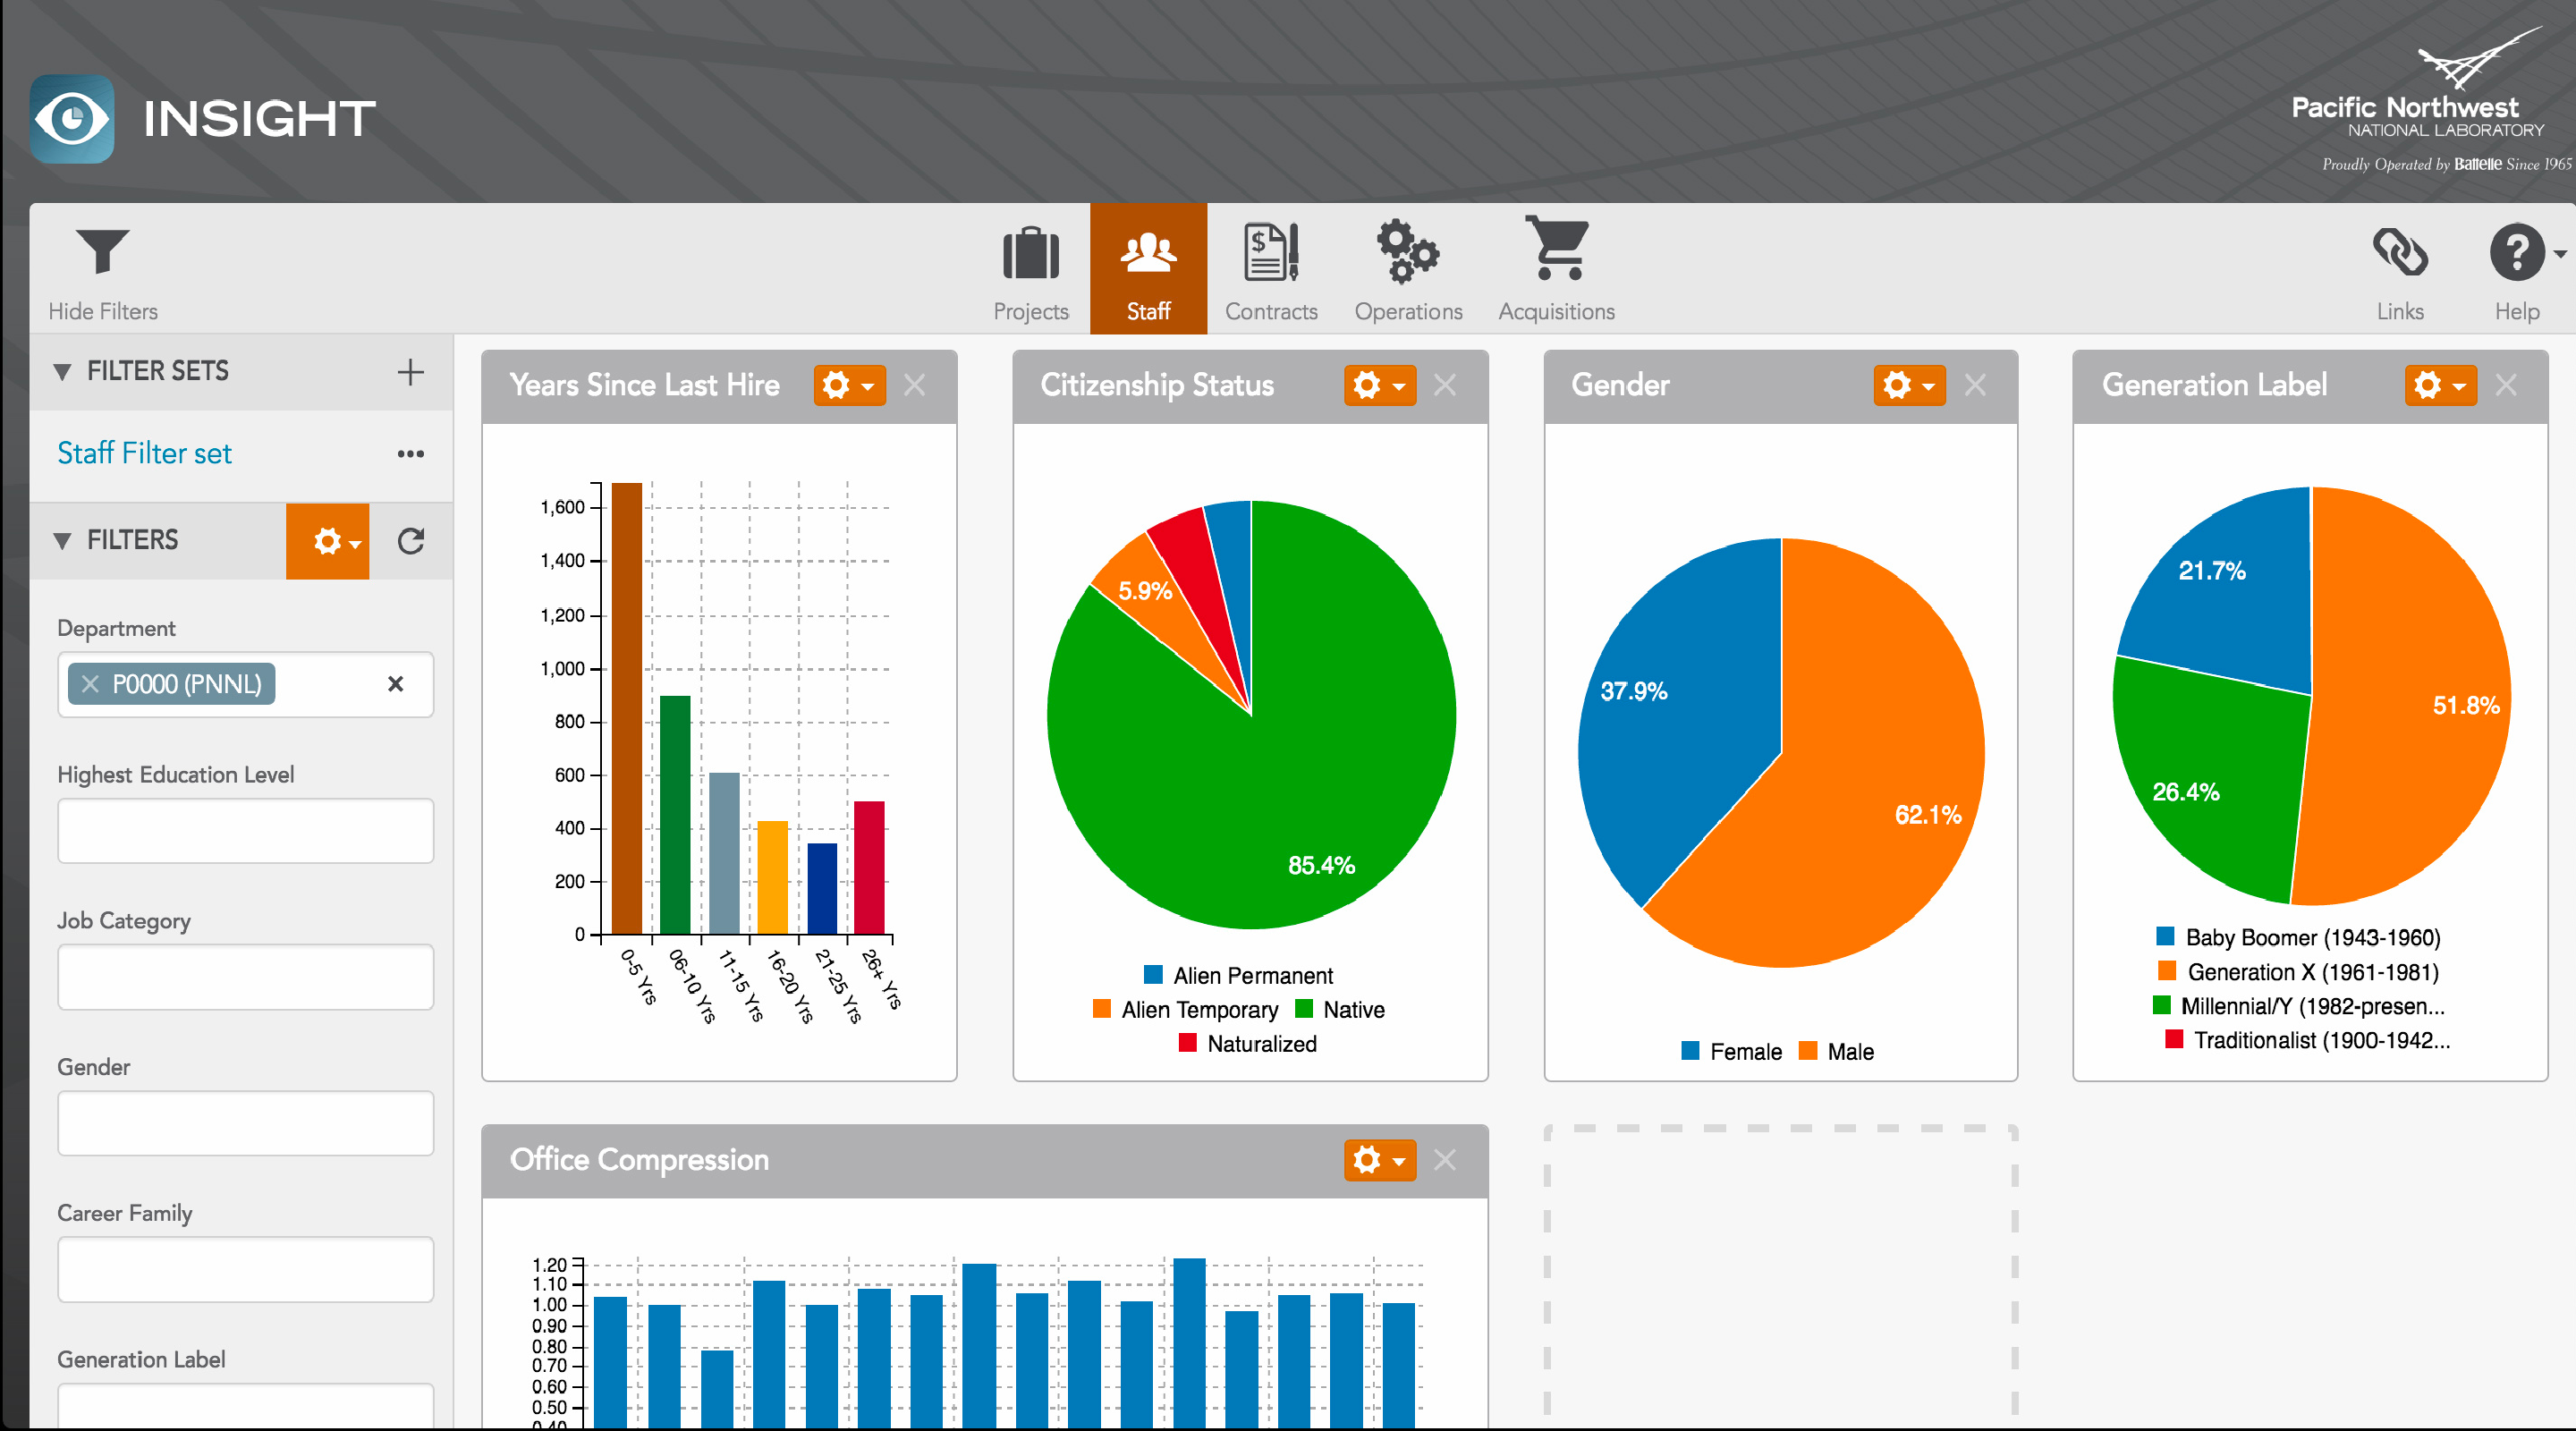 INSIGHT
Pacific Northwest
NATIONAL LABORATORY
Proudly Operated by Battelle Since 1965
Hide Filters
Projects
Staff
Contracts
Operations
Acquisitions
Links
Help
FILTER SETS
Staff Filter set
FILTERS
Department
P0000 (PNNL)
Highest Education Level
Job Category
Gender
Career Family
Generation Label
Years Since Last Hire
1,600
1,400
1,200
1,000
800
600
400
200
0
0-5 Yrs
06-10 Yrs
11-15 Yrs
16-20 Yrs
21-25 Yrs
26+ Yrs
Citizenship Status
5.9%
85.4%
Alien Permanent
Alien Temporary Native
Naturalized
Gender
37.9%
62.1%
Female Male
Generation Label
21.7%
51.8%
26.4%
Baby Boomer (1943-1960)
Generation X (1961-1981)
Millennial/Y (1982-presen...
Traditionalist (1900-1942...
Office Compression
1.20
1.10
1.00
0.90
0.80
0.70
0.60
0.50
0.40